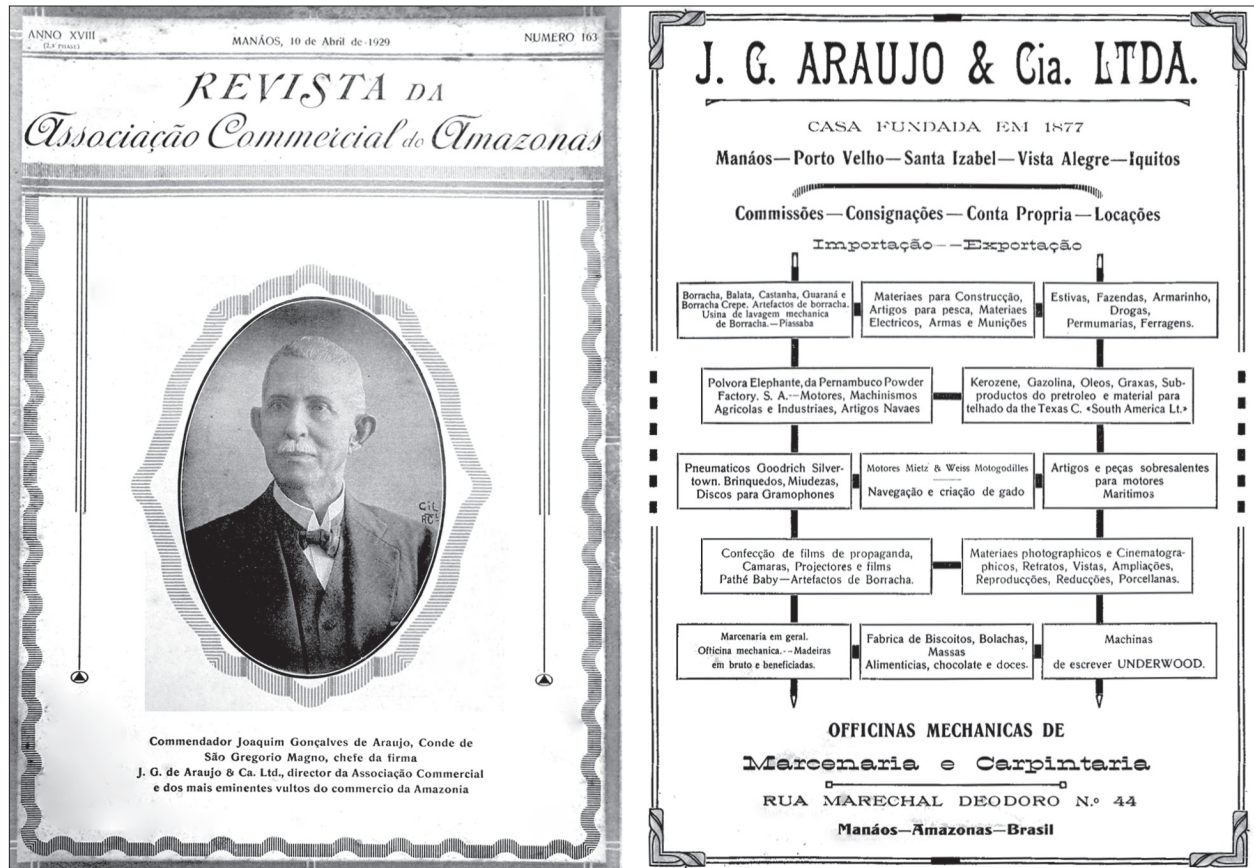 ANNO XVIII
(2.ª PHASE)
MANÁOS, 10 de Abril de 1929
NUMERO 163
REVISTA DA
Associação Commercial do Amazonas
GIL
Commendador Joaquim Gonçalves de Araujo, Conde de
São Gregorio Magno, chefe da firma
J. G. de Araujo & Ca. Ltd., director da Associação Commercial
e dos mais eminentes vultos do commercio da Amazonia
J. G. ARAUJO & Cia. LTDA.
CASA FUNDADA EM 1877
Manáos—Porto Velho—Santa Izabel—Vista Alegre—Iquitos
Commissões—Consignações—Conta Propria—Locações
Importação--Exportação
Borracha, Balata, Castanha, Guaraná e
Borracha Crepe. Artefactos de borracha.
Usina de lavagem mechanica
de Borracha.—Piassaba
Materiaes para Construcção,
Artigos para pesca, Materiaes
Electricos, Armas e Munições
Estivas, Fazendas, Armarinho,
Drogas,
Permumarias, Ferragens.
Polvora Elephante, da Pernambuco Powder
Factory. S. A.--Motores, Machinismos
Agricolas e Industriaes, Artigos Navaes
Kerozene, Gazolina, Oleos, Graxas, Sub-
productos do pretroleo e material para
telhado da the Texas C. «South America Lt.»
Pneumaticos Goodrich Silver-
town. Brinquedos, Miudezas,
Discos para Gramophones
Motores Mietz & Weiss Motogodilles
Navegação e criação de gado
Artigos e peças sobresalentes
para motores
Maritimos
Confecção de films de propaganda,
Camaras, Projectores e films
Pathé Baby—Artefactos de Borracha.
Materiaes photographicos e Cinematogra-
phicos, Retratos, Vistas, Ampliações,
Reproducções, Reducções, Porcellanas.
Marcenaria em geral.
Officina mechanica.--Madeiras
em bruto e beneficiadas.
Fabrica de Biscoitos, Bolachas,
Massas
Alimenticias, chocolate e doces.
Machinas
de escrever UNDERWOOD.
OFFICINAS MECHANICAS DE
Marcenaria e Carpintaria
RUA MARECHAL DEODORO N.º 44
Manáos—Amazonas—Brasil